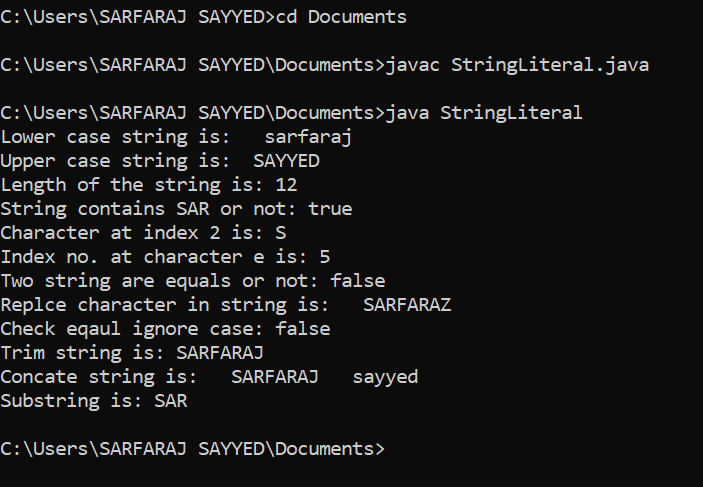 C:\Users\SARFARAJ SAYYED>cd Documents
C:\Users\SARFARAJ SAYYED\Documents>javac StringLiteral.java
C:\Users\SARFARAJ SAYYED\Documents>java StringLiteral
Lower case string is:   sarfaraj
Upper case string is:  SAYYED
Length of the string is: 12
String contains SAR or not: true
Character at index 2 is: S
Index no. at character e is: 5
Two string are equals or not: false
Replce character in string is:   SARFARAZ
Check eqaul ignore case: false
Trim string is: SARFARAJ
Concate string is:   SARFARAJ   sayyed
Substring is: SAR
C:\Users\SARFARAJ SAYYED\Documents>